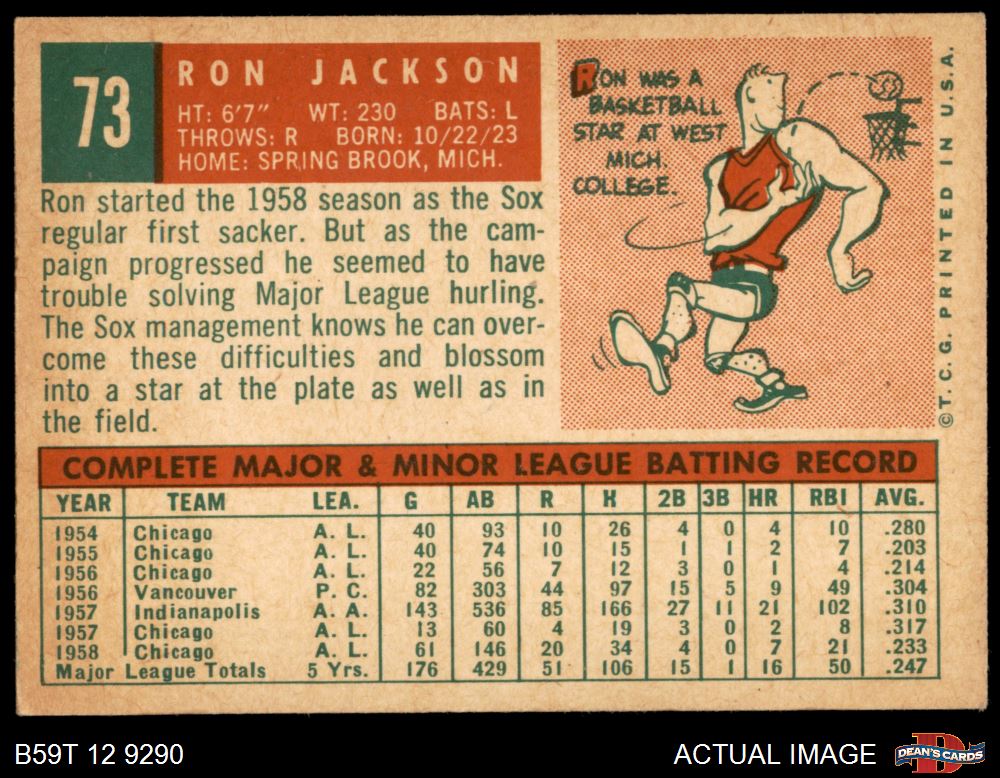 73
RON JACKSON
HT: 6'7" WT: 230 BATS: L
THROWS: R BORN: 10/22/23
HOME: SPRING BROOK, MICH.
Ron started the 1958 season as the Sox
regular first sacker. But as the cam-
paign progressed he seemed to have
trouble solving Major League hurling.
The Sox management knows he can over-
come these difficulties and blossom
into a star at the plate as well as in
the field.
RON WAS A
BASKETBALL
STAR AT WEST
MICH.
COLLEGE.
© T. C. G. PRINTED IN U.S.A.
COMPLETE MAJOR & MINOR LEAGUE BATTING RECORD
YEAR TEAM LEA. G AB R H 2B 3B HR RBI AVG.
1954 Chicago A. L. 40 93 10 26 4 0 4 10 .280
1955 Chicago A. L. 40 74 10 15 1 1 2 7 .203
1956 Chicago A. L. 22 56 7 12 3 0 1 4 .214
1956 Vancouver P. C. 82 303 44 97 15 5 9 49 .304
1957 Indianapolis A. A. 143 536 85 166 27 11 21 102 .310
1957 Chicago A. L. 13 60 4 19 3 0 2 8 .317
1958 Chicago A. L. 61 146 20 34 4 0 7 21 .233
Major League Totals 5 Yrs. 176 429 51 106 15 1 16 50 .247
B59T 12 9290
ACTUAL IMAGE
DEAN'S CARDS